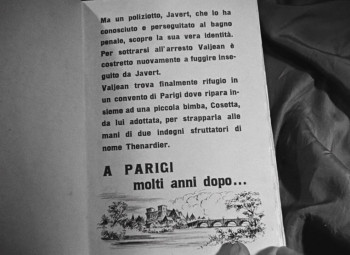 Ma un poliziotto, Javert, che lo ha
conosciuto e perseguitato al bagno
penale, scopre la sua vera identità.
Per sottrarsi all'arresto Valjean è
costretto nuovamente a fuggire inse-
guito da Javert.
Valjean trova finalmente rifugio in
un convento di Parigi dove ripara in-
sieme ad una piccola bimba, Cosetta,
da lui adottata, per strapparla alle
mani di due indegni sfruttatori di
nome Thenardier.
A PARIGI
molti anni dopo...